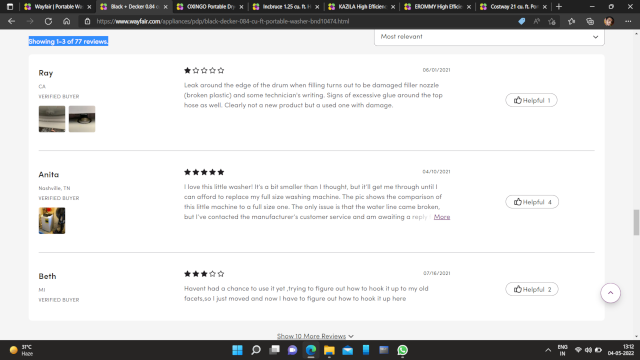 Wayfair | Portable Wa
Black + Decker 0.84 c
OXINGO Portable Dry
Incbruce 1.25 cu. ft. H
KAZILA High Efficienc
EROMMY High Efficien
Costway 21 cu. ft. Port
https://www.wayfair.com/appliances/pdp/black-decker-084-cu-ft-portable-washer-bnd10474.html
Showing 1-3 of 77 reviews.
Most relevant
Ray
06/01/2021
CA
VERIFIED BUYER
Leak around the edge of the drum when filling turns out to be damaged filler nozzle
(broken plastic) and some technician's writing. Signs of excessive glue around the top
hose as well. Clearly not a new product but a used one with damage.
Helpful 1
Anita
04/10/2021
Nashville, TN
VERIFIED BUYER
I love this little washer! It's a bit smaller than I thought, but it'll get me through until I
can afford to replace my full size washing machine. The pic shows the comparison of
this little machine to a full size one. The only issue is that the water line came broken,
but I've contacted the manufacturer's customer service and am awaiting a reply More
Helpful 4
Beth
07/16/2021
MI
VERIFIED BUYER
Havent had a chance to use it yet ,trying to figure out how to hook it up to my old
facets,so I just moved and now I have to figure out how to hook it up here
Helpful 2
Show 10 More Reviews
31°C
Haze
ENG
IN
13:12
04-05-2022